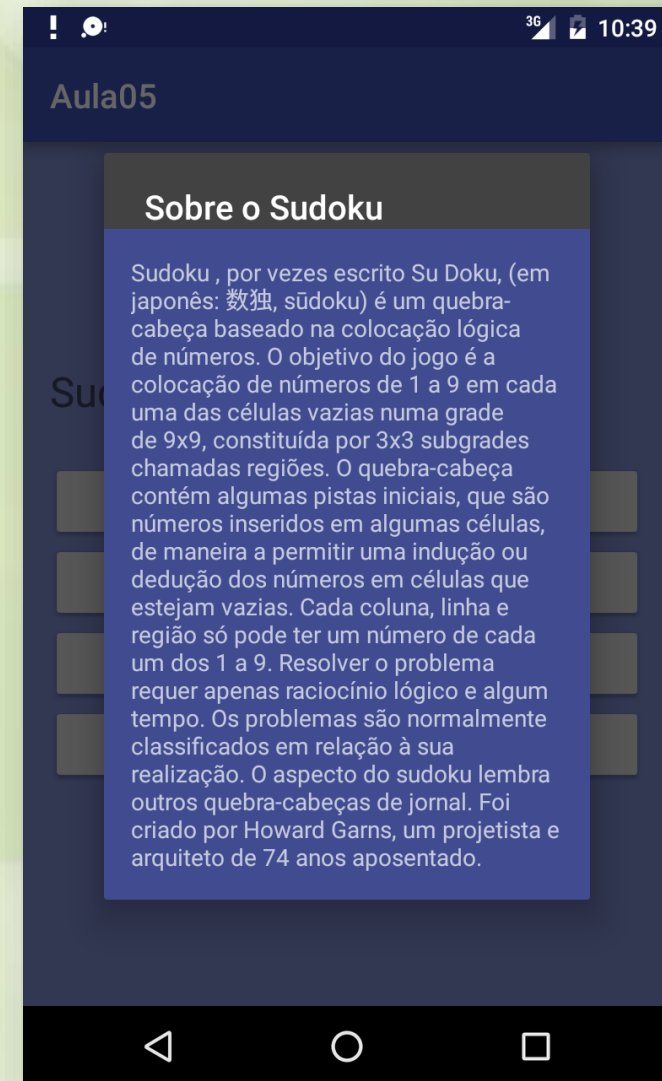 3G 10:39
Aula05
Sobre o Sudoku
Sudoku , por vezes escrito Su Doku, (em
japonês: 数独, sūdoku) é um quebra-
cabeça baseado na colocação lógica
de números. O objetivo do jogo é a
colocação de números de 1 a 9 em cada
uma das células vazias numa grade
de 9x9, constituída por 3x3 subgrades
chamadas regiões. O quebra-cabeça
contém algumas pistas iniciais, que são
números inseridos em algumas células,
de maneira a permitir uma indução ou
dedução dos números em células que
estejam vazias. Cada coluna, linha e
região só pode ter um número de cada
um dos 1 a 9. Resolver o problema
requer apenas raciocínio lógico e algum
tempo. Os problemas são normalmente
classificados em relação à sua
realização. O aspecto do sudoku lembra
outros quebra-cabeças de jornal. Foi
criado por Howard Garns, um projetista e
arquiteto de 74 anos aposentado.